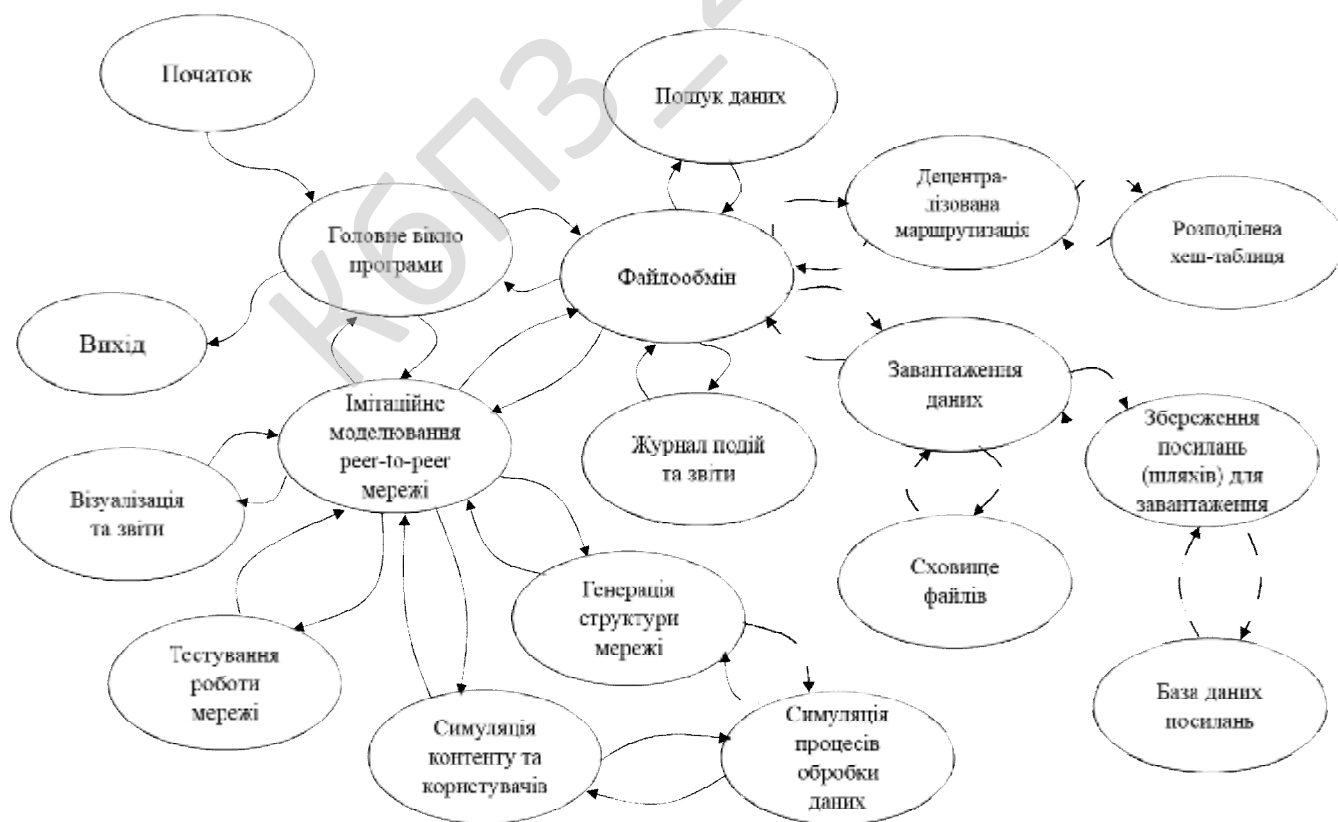 Початок
Пошук даних
Децентра-
лізована
маршрутизація
Розподілена
хеш-таблиця
Головне вікно
програми
Файлообмін
Вихід
Завантаження
даних
Імітаційне
моделювання
peer-to-peer
мережі
Журнал подій
та звіти
Збереження
посилань
(шляхів) для
завантаження
Візуалізація
та звіти
Сховище
файлів
Генерація
структури
мережі
Тестування
роботи
мережі
База даних
посилань
Симуляція
контенту та
користувачів
Симуляція
процесів
обробки
даних
КбПЗ_